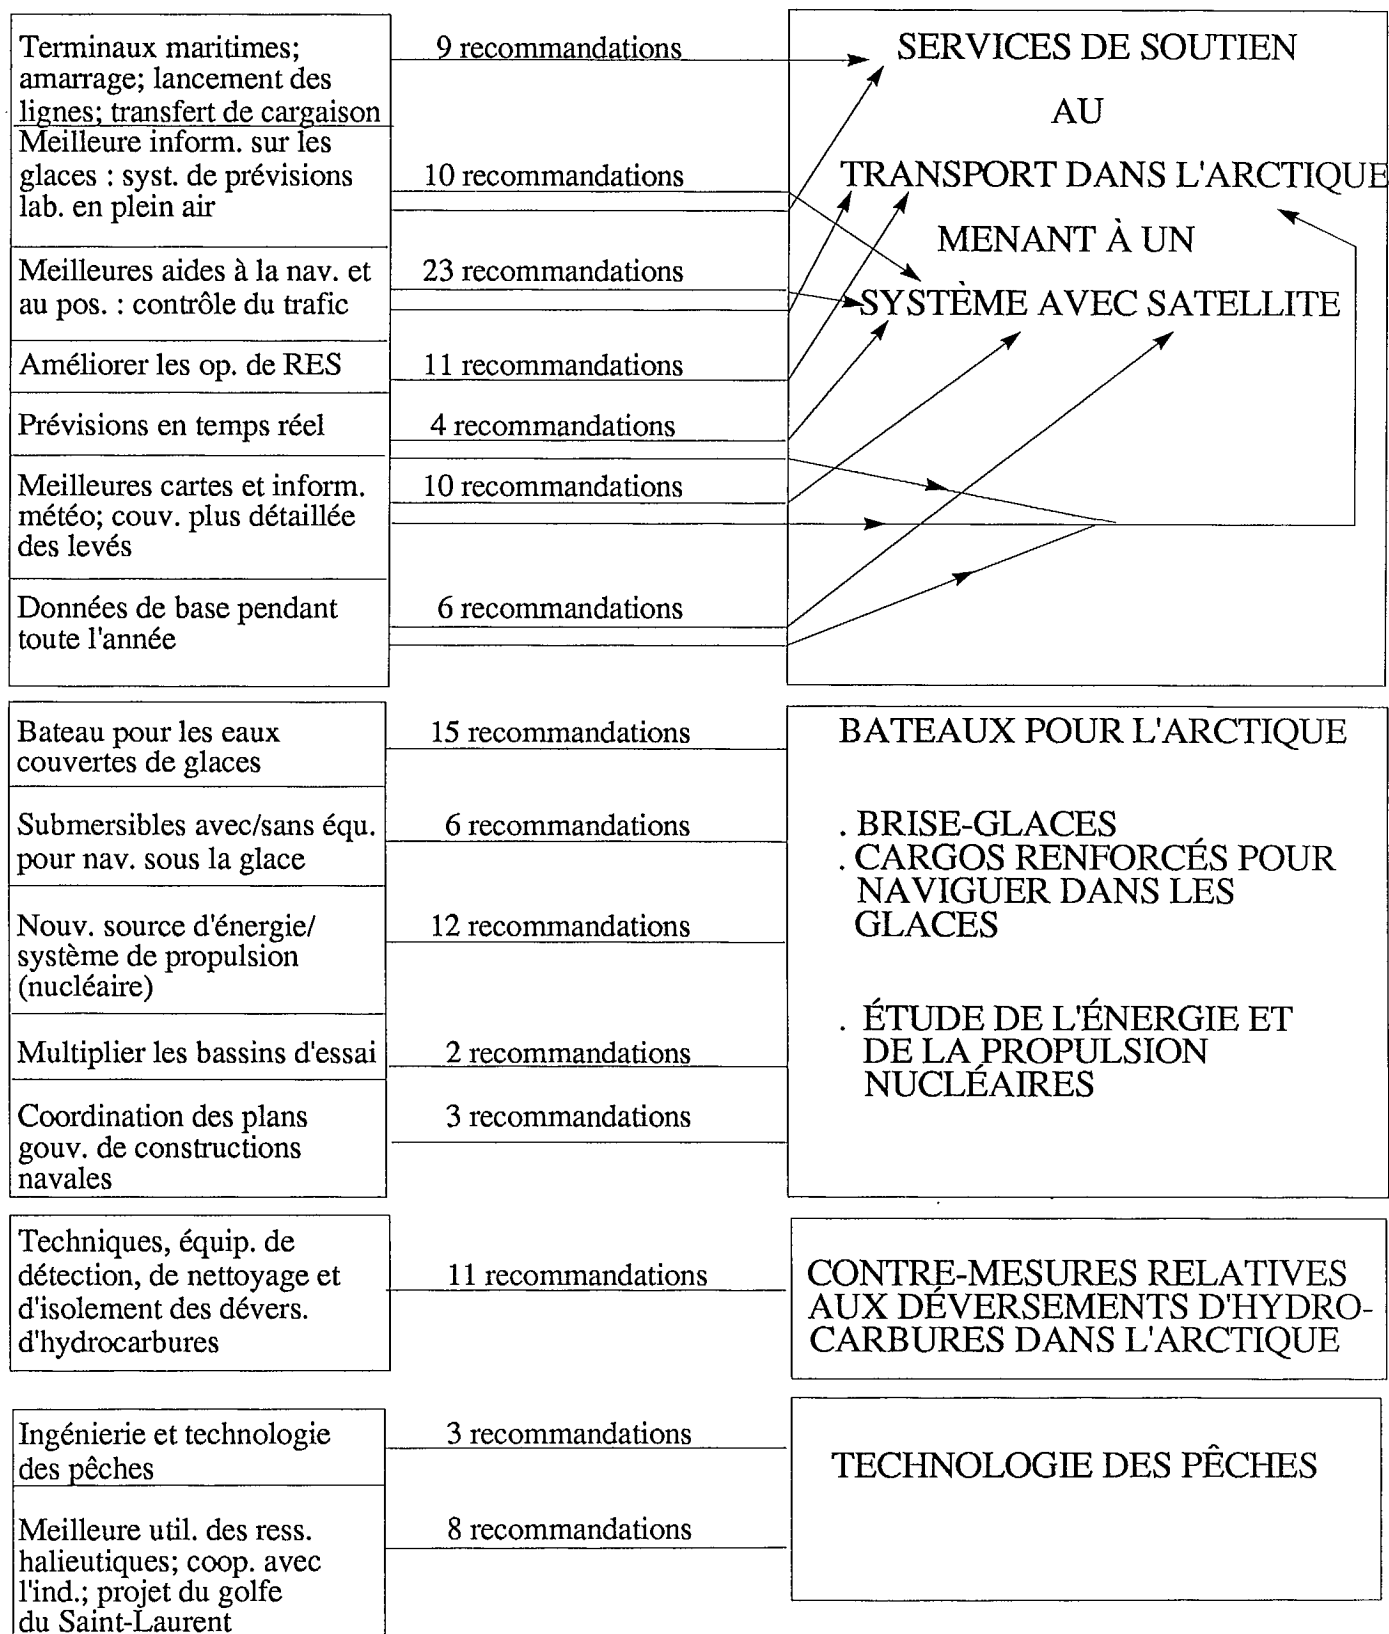 Terminaux maritimes;
amarrage; lancement des
lignes; transfert de cargaison
9 recommandations
Meilleure inform. sur les
glaces : syst. de prévisions
lab. en plein air
10 recommandations
Meilleures aides à la nav. et
au pos. : contrôle du trafic
23 recommandations
Améliorer les op. de RES
11 recommandations
Prévisions en temps réel
4 recommandations
Meilleures cartes et inform.
météo; couv. plus détaillée
des levés
10 recommandations
Données de base pendant
toute l'année
6 recommandations
SERVICES DE SOUTIEN
AU
TRANSPORT DANS L'ARCTIQUE
MENANT À UN
SYSTÈME AVEC SATELLITE
Bateau pour les eaux
couvertes de glaces
15 recommandations
Submersibles avec/sans équ.
pour nav. sous la glace
6 recommandations
Nouv. source d'énergie/
système de propulsion
(nucléaire)
12 recommandations
Multiplier les bassins d'essai
2 recommandations
Coordination des plans
gouv. de constructions
navales
3 recommandations
BATEAUX POUR L'ARCTIQUE
. BRISE-GLACES
. CARGOS RENFORCÉS POUR
NAVIGUER DANS LES
GLACES
. ÉTUDE DE L'ÉNERGIE ET
DE LA PROPULSION
NUCLÉAIRES
Techniques, équip. de
détection, de nettoyage et
d'isolement des dévers.
d'hydrocarbures
11 recommandations
CONTRE-MESURES RELATIVES
AUX DÉVERSEMENTS D'HYDRO-
CARBURES DANS L'ARCTIQUE
Ingénierie et technologie
des pêches
3 recommandations
Meilleure util. des ress.
halieutiques; coop. avec
l'ind.; projet du golfe
du Saint-Laurent
8 recommandations
TECHNOLOGIE DES PÊCHES